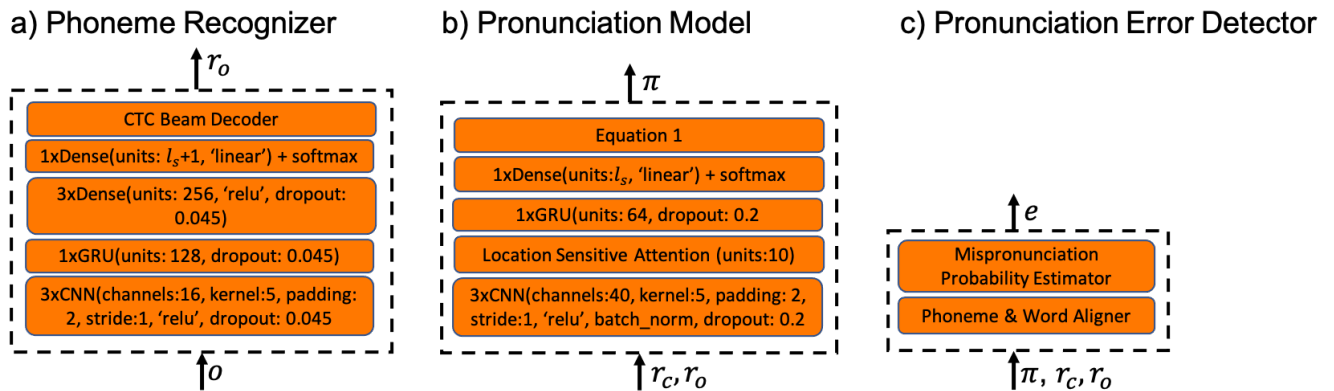 a) Phoneme Recognizer
r_o
CTC Beam Decoder
1xDense(units: l_s+1, ‘linear’) + softmax
3xDense(units: 256, ‘relu’, dropout:
0.045)
1xGRU(units: 128, dropout: 0.045)
3xCNN(channels:16, kernel:5, padding:
2, stride:1, ‘relu’, dropout: 0.045
o
b) Pronunciation Model
π
Equation 1
1xDense(units:l_s, ‘linear’) + softmax
1xGRU(units: 64, dropout: 0.2
Location Sensitive Attention (units:10)
3xCNN(channels:40, kernel:5, padding: 2,
stride:1, ‘relu’, batch_norm, dropout: 0.2
r_c, r_o
c) Pronunciation Error Detector
e
Mispronunciation
Probability Estimator
Phoneme & Word Aligner
π, r_c, r_o